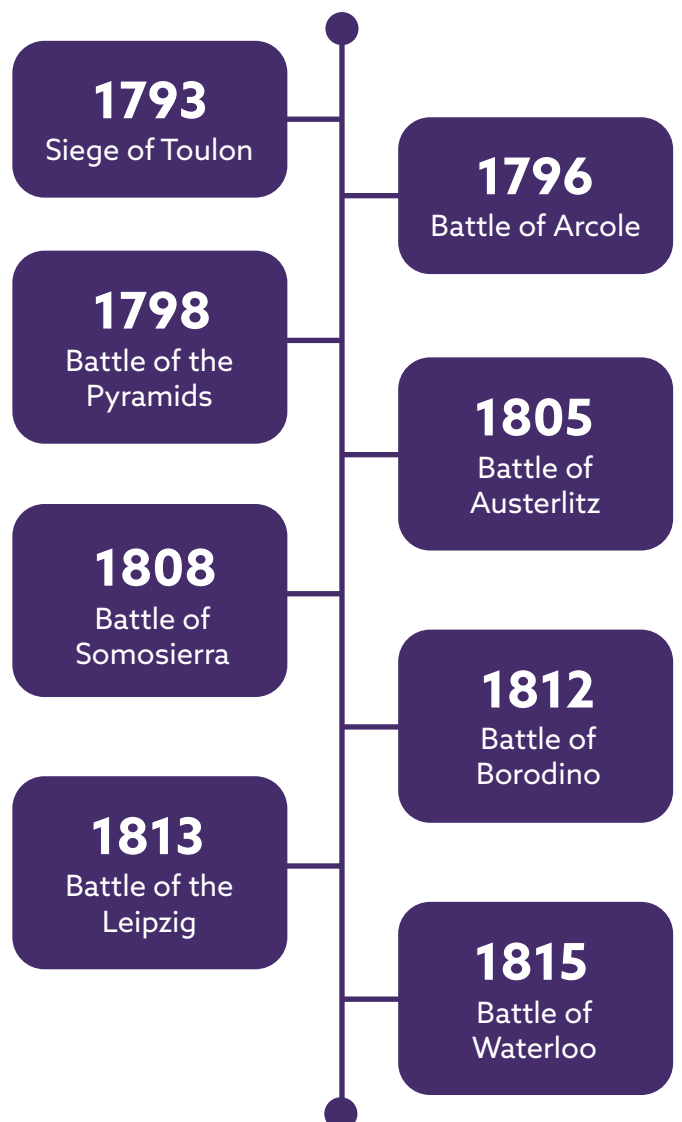 1793
Siege of Toulon
1796
Battle of Arcole
1798
Battle of the
Pyramids
1805
Battle of
Austerlitz
1808
Battle of
Somosierra
1812
Battle of
Borodino
1813
Battle of the
Leipzig
1815
Battle of
Waterloo